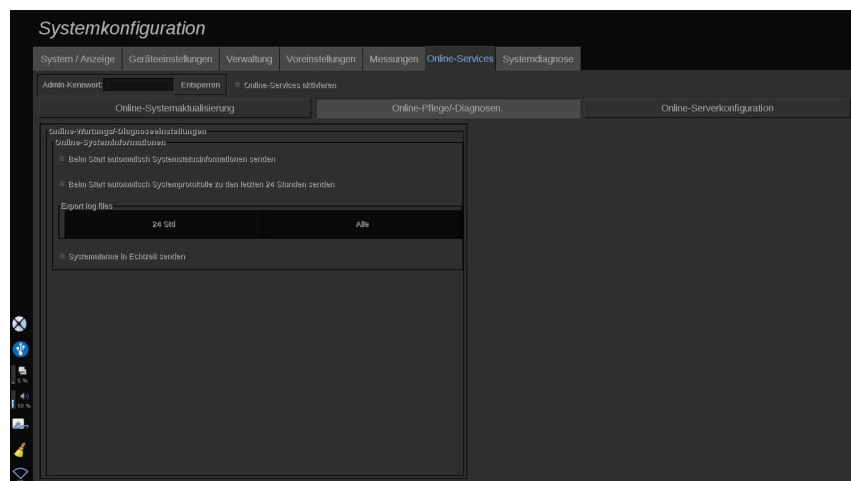 Systemkonfiguration
System / Anzeige Geräteeinstellungen Verwaltung Voreinstellungen Messungen Online-Services Systemdiagnose
Admin-Kennwort: Entsperren Online-Services aktivieren
Online-Systemaktualisierung Online-Pflege/-Diagnosen. Online-Serverkonfiguration
Online-Wartungs/-Diagnoseeinstellungen
Online-Systeminformationen
Beim Start automatisch Systemstatusinformationen senden
Beim Start automatisch Systemprotokolle zu den letzten 24 Stunden senden
Export log files
24 Std Alle
Systemalarme in Echtzeit senden
5 %
50 %